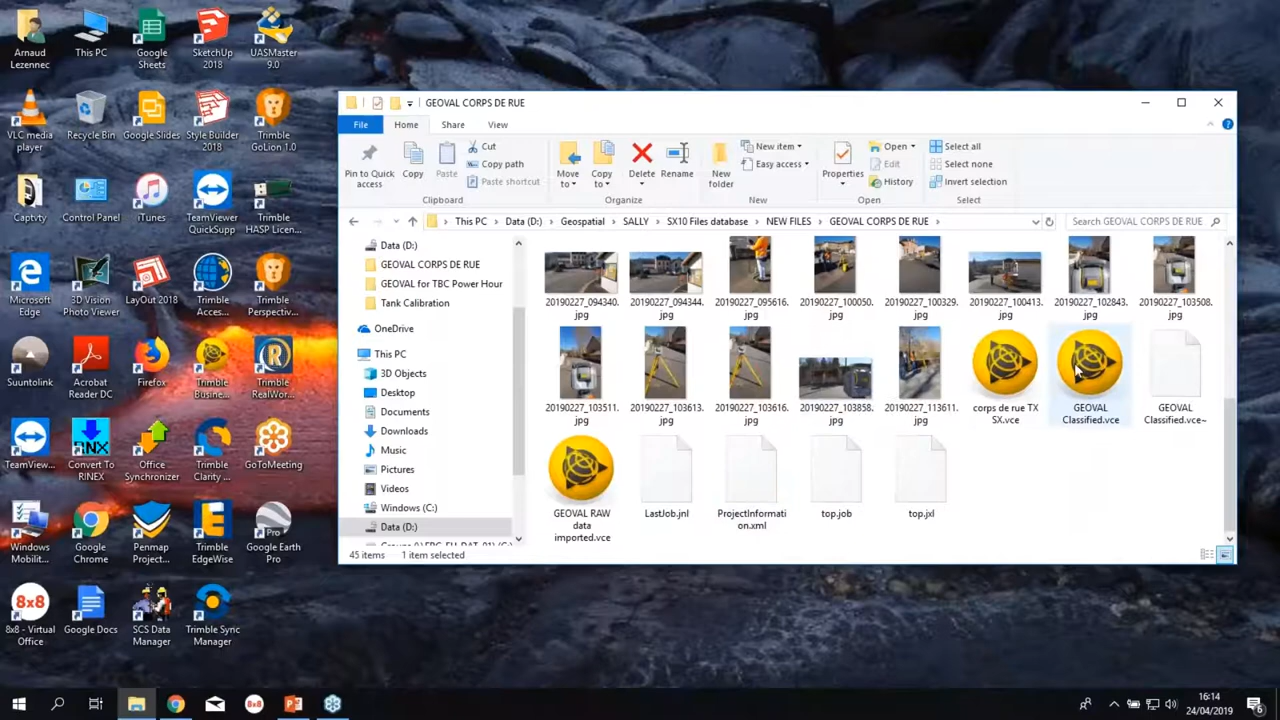 Arnaud Lezennec
This PC
Google Sheets
SketchUp 2018
UASMaster 9.0
VLC media player
Recycle Bin
Google Slides
Style Builder 2018
Trimble GoLion 1.0
Captvty
Control Panel
iTunes
TeamViewer QuickSupp
Trimble HASP Licen...
Microsoft Edge
3D Vision Photo Viewer
LayOut 2018
Trimble Access...
Trimble Perspectiv...
Suuntolink
Acrobat Reader DC
Firefox
Trimble Busine...
Trimble RealWor...
TeamView...
Convert To RINEX
Office Synchronizer
Trimble Clarity ...
GoToMeeting
Windows Mobilit...
Google Chrome
Penmap Project...
Trimble EdgeWise
Google Earth Pro
8x8 - Virtual Office
Google Docs
SCS Data Manager
Trimble Sync Manager
GEOVAL CORPS DE RUE
File
Home
Share
View
Pin to Quick access
Copy
Paste
Cut
Copy path
Paste shortcut
Clipboard
Move to
Copy to
Delete
Rename
Organize
New folder
New item
Easy access
New
Properties
Open
Edit
History
Open
Select all
Select none
Invert selection
Select
This PC
Data (D:)
Geospatial
SALLY
SX10 Files database
NEW FILES
GEOVAL CORPS DE RUE
Search GEOVAL CORPS DE RUE
Data (D:)
GEOVAL CORPS DE RUE
GEOVAL for TBC Power Hour
Tank Calibration
OneDrive
This PC
3D Objects
Desktop
Documents
Downloads
Music
Pictures
Videos
Windows (C:)
Data (D:)
20190227_094340.jpg
20190227_094344.jpg
20190227_095616.jpg
20190227_100050.jpg
20190227_100329.jpg
20190227_100413.jpg
20190227_102843.jpg
20190227_103508.jpg
20190227_103511.jpg
20190227_103613.jpg
20190227_103616.jpg
20190227_103858.jpg
20190227_113611.jpg
corps de rue TX SX.vce
GEOVAL Classified.vce
GEOVAL Classified.vce~
GEOVAL RAW data imported.vce
LastJob.jnl
ProjectInformation.xml
top.job
top.jxl
45 items
1 item selected
16:14
24/04/2019